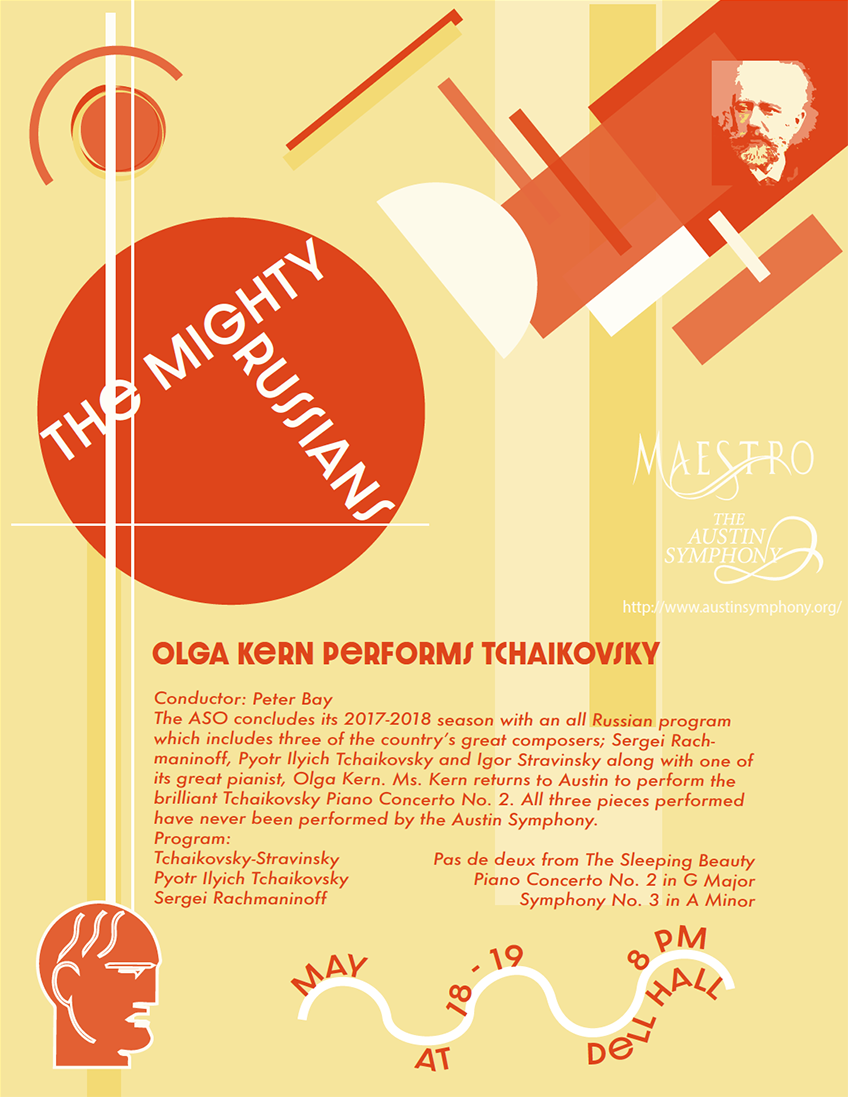 THE MIGHTY
RUSSIANS
MAESTRO
THE
AUSTIN
SYMPHONY
http://www.austinsymphony.org/
OLGA KERN PERFORMS TCHAIKOVSKY
Conductor: Peter Bay
The ASO concludes its 2017-2018 season with an all Russian program
which includes three of the country's great composers; Sergei Rach-
maninoff, Pyotr Ilyich Tchaikovsky and Igor Stravinsky along with one of
its great pianist, Olga Kern. Ms. Kern returns to Austin to perform the
brilliant Tchaikovsky Piano Concerto No. 2. All three pieces performed
have never been performed by the Austin Symphony.
Program:
Tchaikovsky-Stravinsky Pas de deux from The Sleeping Beauty
Pyotr Ilyich Tchaikovsky Piano Concerto No. 2 in G Major
Sergei Rachmaninoff Symphony No. 3 in A Minor
MAY 18 - 19 8 PM
AT DELL HALL